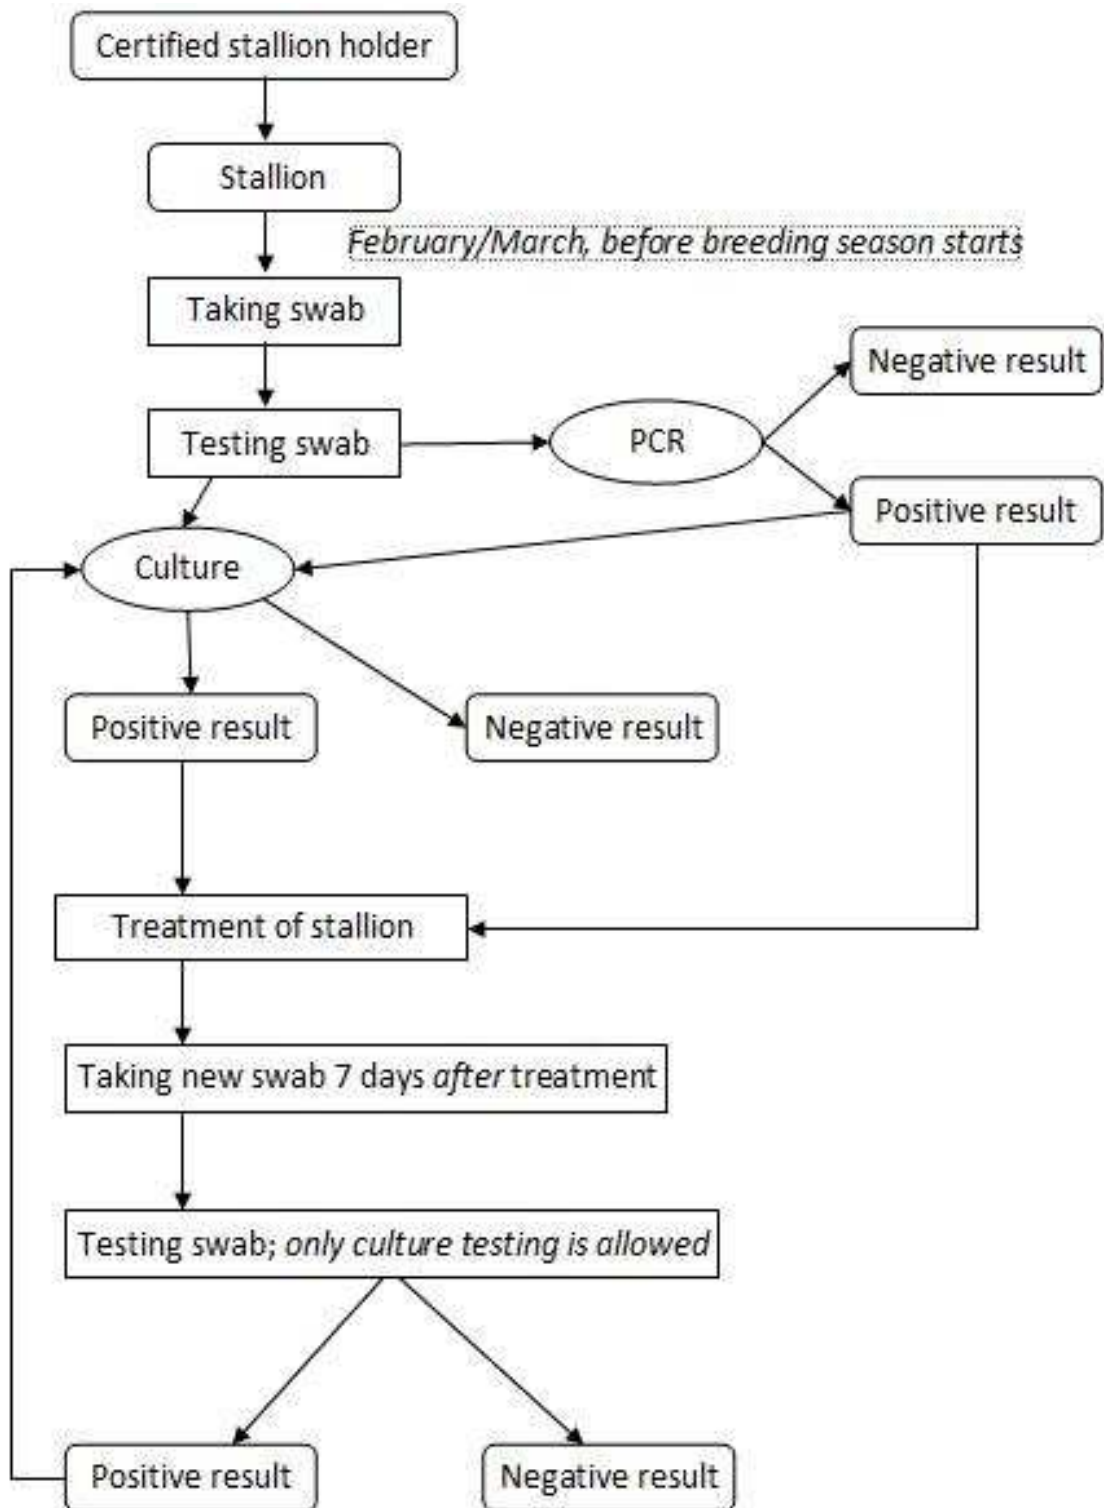 Certified stallion holder
Stallion
February/March, before breeding season starts
Taking swab
Negative result
Testing swab
PCR
Positive result
Culture
Positive result
Negative result
Treatment of stallion
Taking new swab 7 days after treatment
Testing swab; only culture testing is allowed
Positive result
Negative result